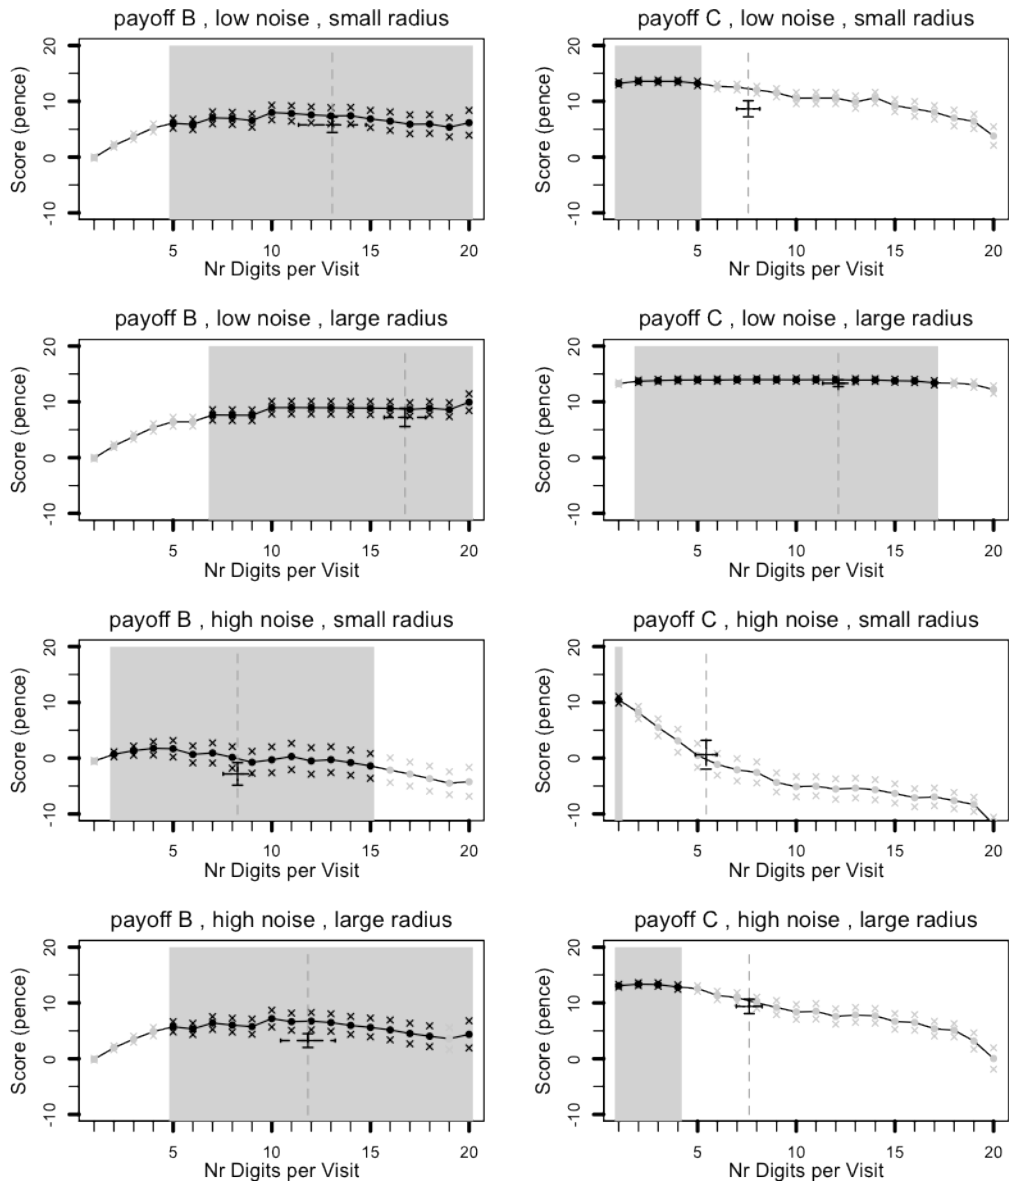 payoff B , low noise , small radius
20
10
0
-10
Score (pence)
5 10 15 20
Nr Digits per Visit
payoff C , low noise , small radius
20
10
0
-10
Score (pence)
5 10 15 20
Nr Digits per Visit
payoff B , low noise , large radius
20
10
0
-10
Score (pence)
5 10 15 20
Nr Digits per Visit
payoff C , low noise , large radius
20
10
0
-10
Score (pence)
5 10 15 20
Nr Digits per Visit
payoff B , high noise , small radius
20
10
0
-10
Score (pence)
5 10 15 20
Nr Digits per Visit
payoff C , high noise , small radius
20
10
0
-10
Score (pence)
5 10 15 20
Nr Digits per Visit
payoff B , high noise , large radius
20
10
0
-10
Score (pence)
5 10 15 20
Nr Digits per Visit
payoff C , high noise , large radius
20
10
0
-10
Score (pence)
5 10 15 20
Nr Digits per Visit